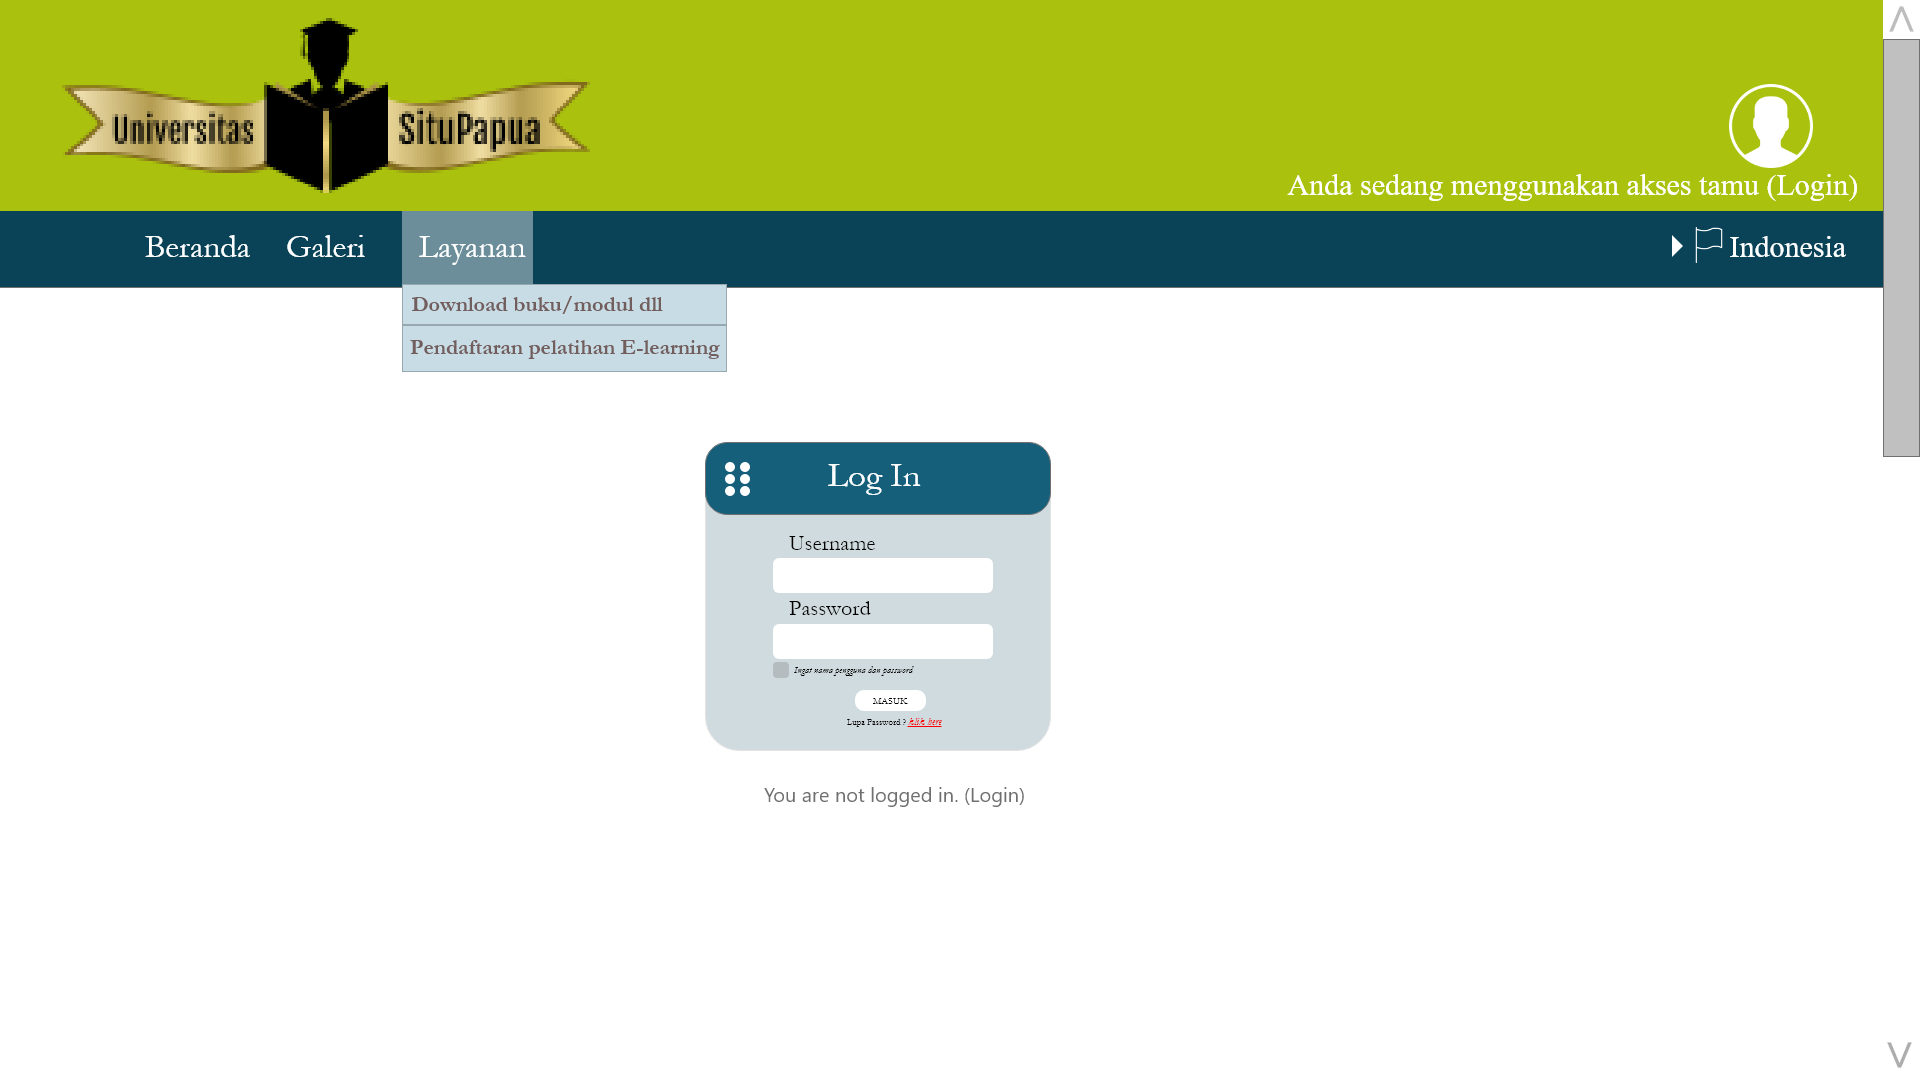 Universitas SituPapua
Anda sedang menggunakan akses tamu (Login)
Beranda Galeri Layanan Indonesia
Download buku/modul dll
Pendaftaran pelatihan E-learning
Log In
Username
Password
Ingat nama pengguna dan password
MASUK
Lupa Password ? Klik here
You are not logged in. (Login)